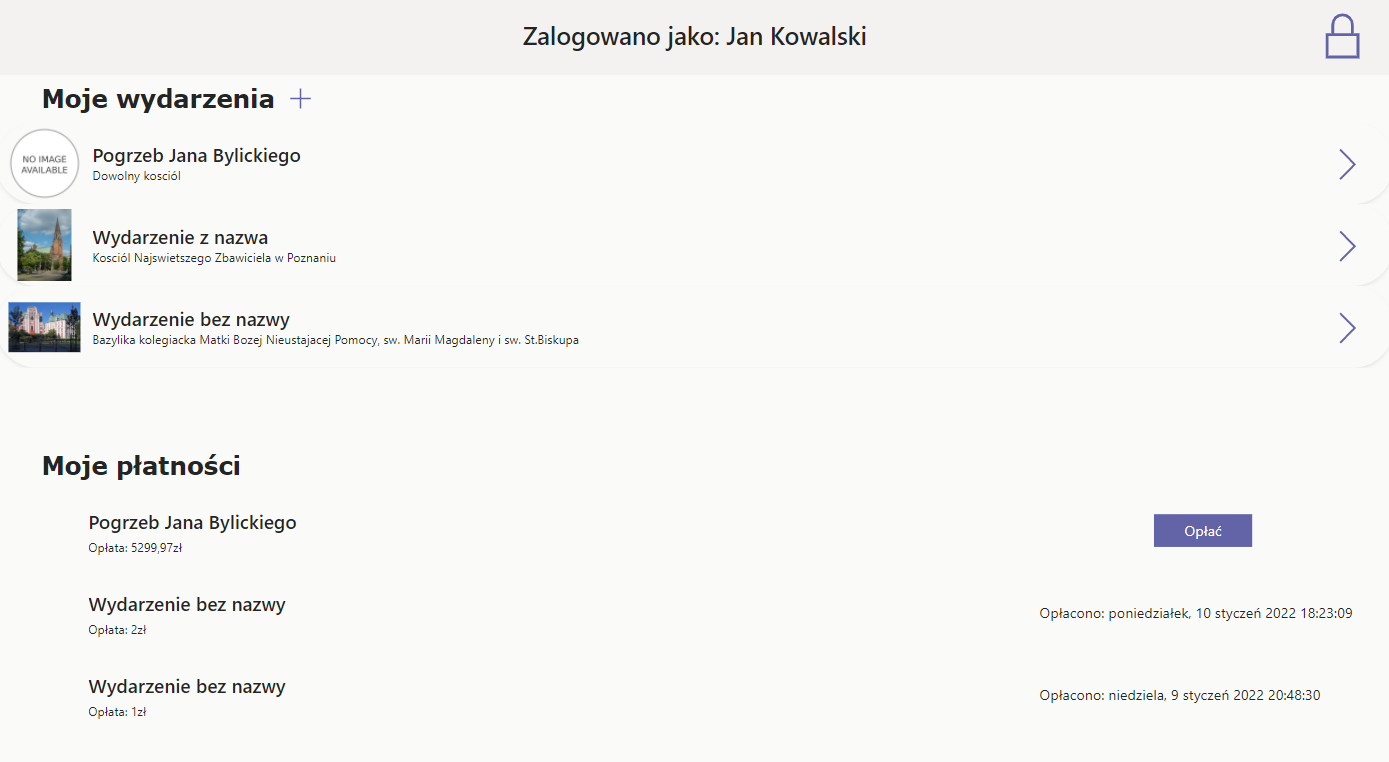 Zalogowano jako: Jan Kowalski
Moje wydarzenia
NO IMAGE
AVAILABLE
Pogrzeb Jana Bylickiego
Dowolny kosciól
Wydarzenie z nazwa
Kosciól Najswietszego Zbawiciela w Poznaniu
Wydarzenie bez nazwy
Bazylika kolegiacka Matki Bozej Nieustajacej Pomocy, sw. Marii Magdaleny i sw. St.Biskupa
Moje płatności
Pogrzeb Jana Bylickiego
Opłata: 5299,97zł
Opłać
Wydarzenie bez nazwy
Opłata: 2zł
Opłacono: poniedziałek, 10 styczeń 2022 18:23:09
Wydarzenie bez nazwy
Opłata: 1zł
Opłacono: niedziela, 9 styczeń 2022 20:48:30